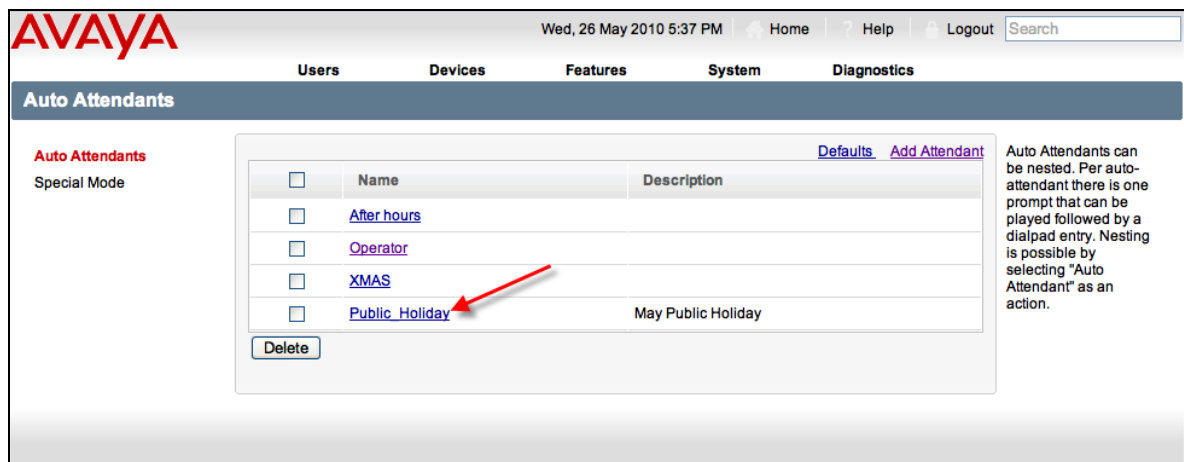 AVAYA
Wed, 26 May 2010 5:37 PM Home ? Help Logout Search
Users Devices Features System Diagnostics
Auto Attendants
Auto Attendants
Special Mode
Defaults Add Attendant
Name Description
After hours
Operator
XMAS
Public_Holiday May Public Holiday
Delete
Auto Attendants can
be nested. Per auto-
attendant there is one
prompt that can be
played followed by a
dialpad entry. Nesting
is possible by
selecting "Auto
Attendant" as an
action.